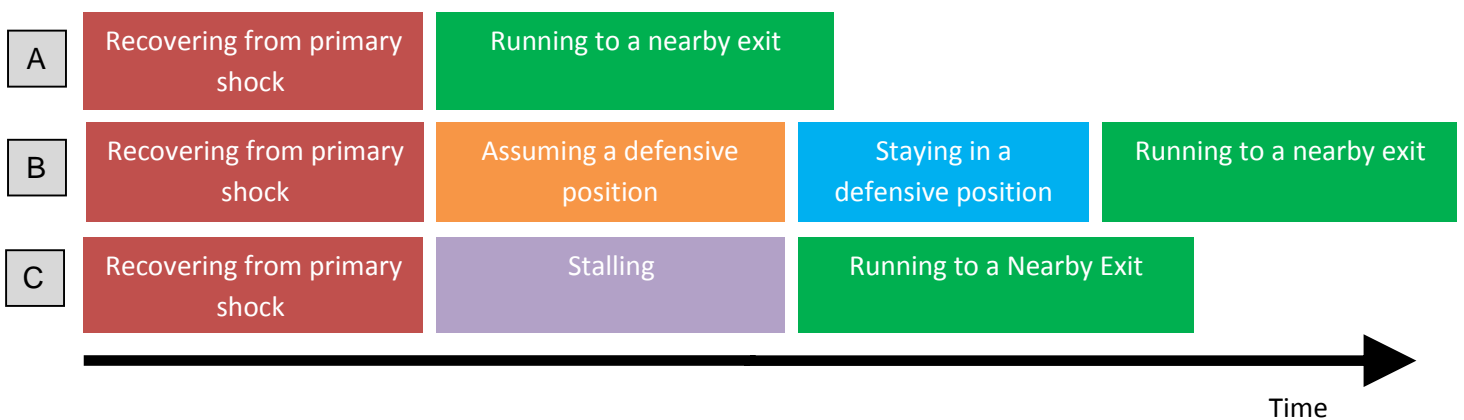 A
Recovering from primary
shock
Running to a nearby exit
B
Recovering from primary
shock
Assuming a defensive
position
Staying in a
defensive position
Running to a nearby exit
C
Recovering from primary
shock
Stalling
Running to a Nearby Exit
Time